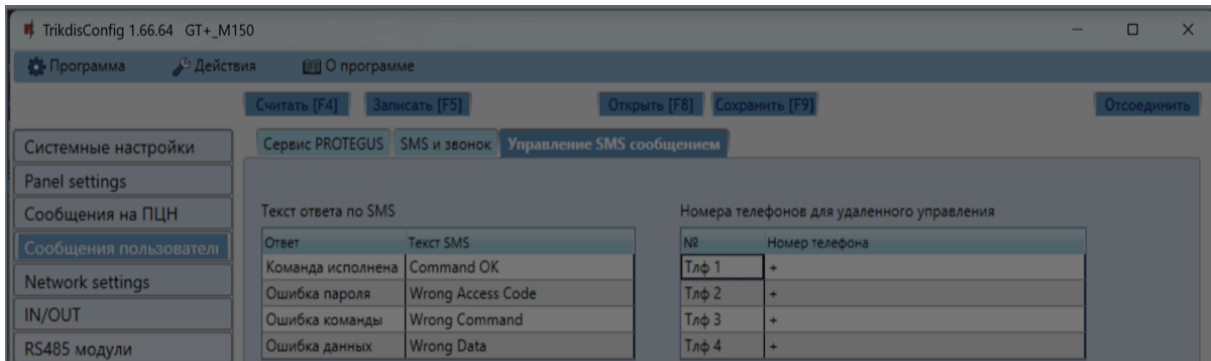 TrikdisConfig 1.66.64 GT+_M150
Программа Действия О программе
Считать [F4] Записать [F5] Открыть [F8] Сохранить [F9] Отсоединить
Системные настройки
Panel settings
Сообщения на ПЦН
Сообщения пользовател
Network settings
IN/OUT
RS485 модули
Сервис PROTEGUS SMS и звонок Управление SMS сообщением
Текст ответа по SMS
Ответ Текст SMS
Команда исполнена Command OK
Ошибка пароля Wrong Access Code
Ошибка команды Wrong Command
Ошибка данных Wrong Data
Номера телефонов для удаленного управления
№ Номер телефона
Тлф 1 +
Тлф 2 +
Тлф 3 +
Тлф 4 +